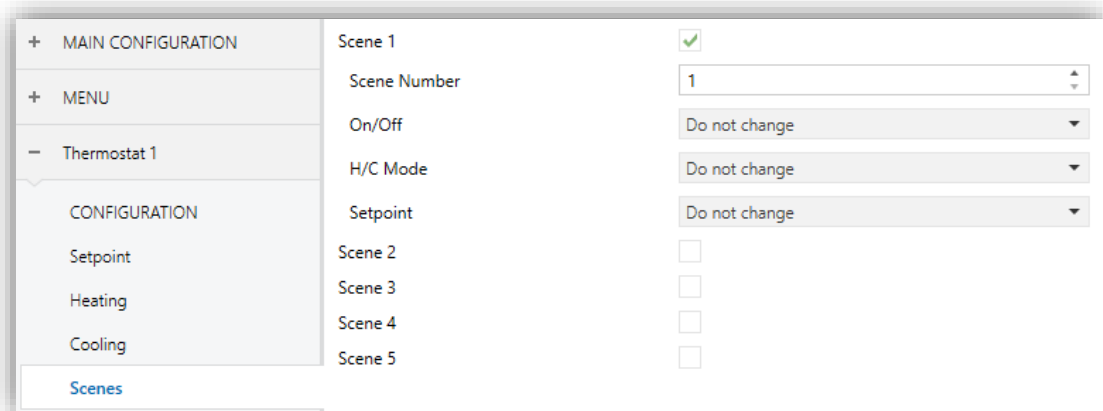 + MAIN CONFIGURATION
+ MENU
− Thermostat 1
CONFIGURATION
Setpoint
Heating
Cooling
Scenes
Scene 1
Scene Number 1
On/Off Do not change
H/C Mode Do not change
Setpoint Do not change
Scene 2
Scene 3
Scene 4
Scene 5